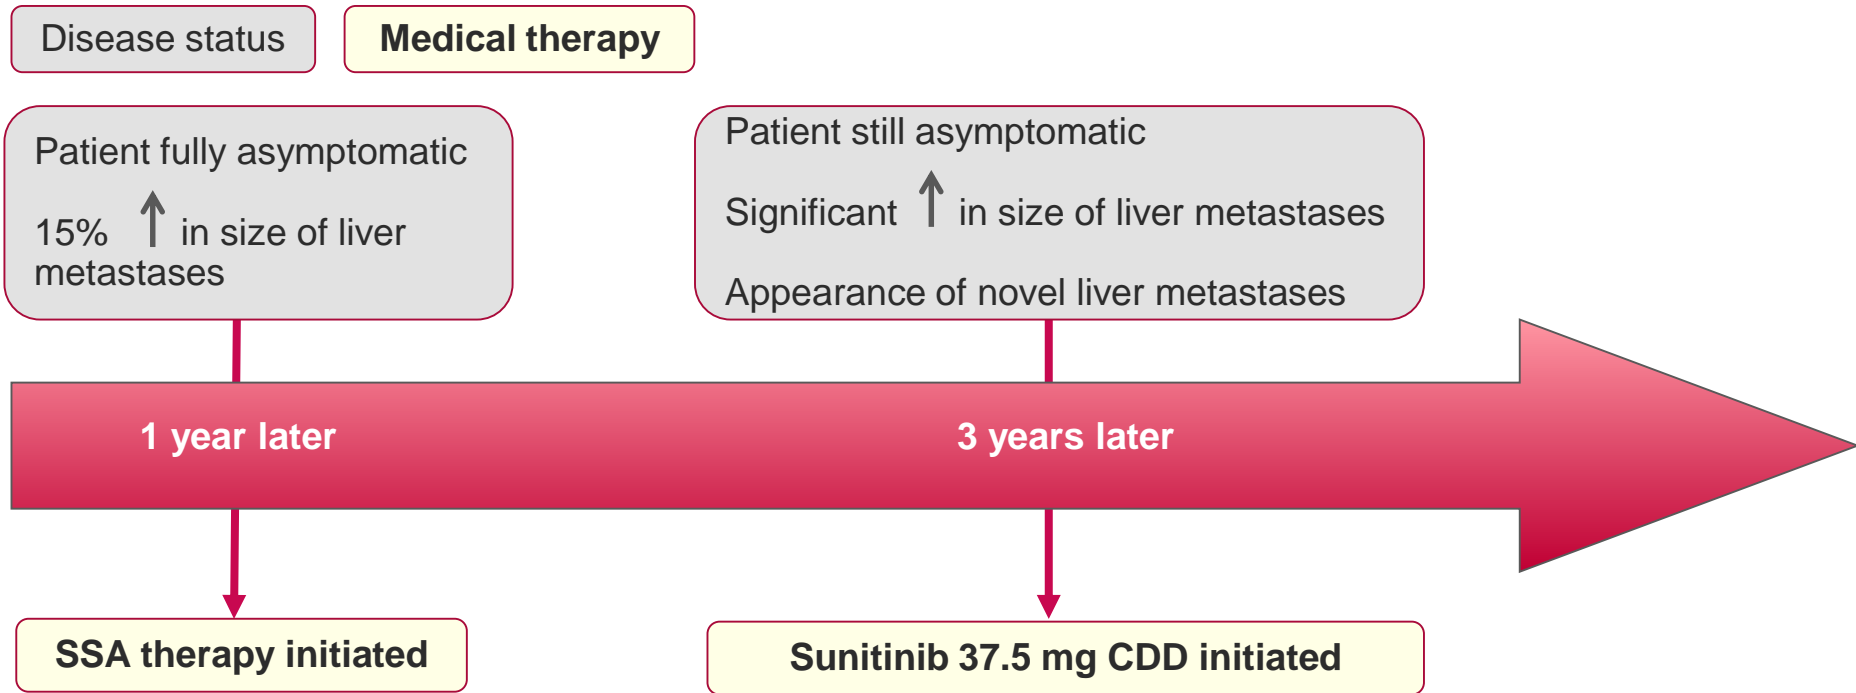 Disease status
Medical therapy
Patient fully asymptomatic
15% ↑ in size of liver
metastases
Patient still asymptomatic
Significant ↑ in size of liver metastases
Appearance of novel liver metastases
1 year later
3 years later
SSA therapy initiated
Sunitinib 37.5 mg CDD initiated